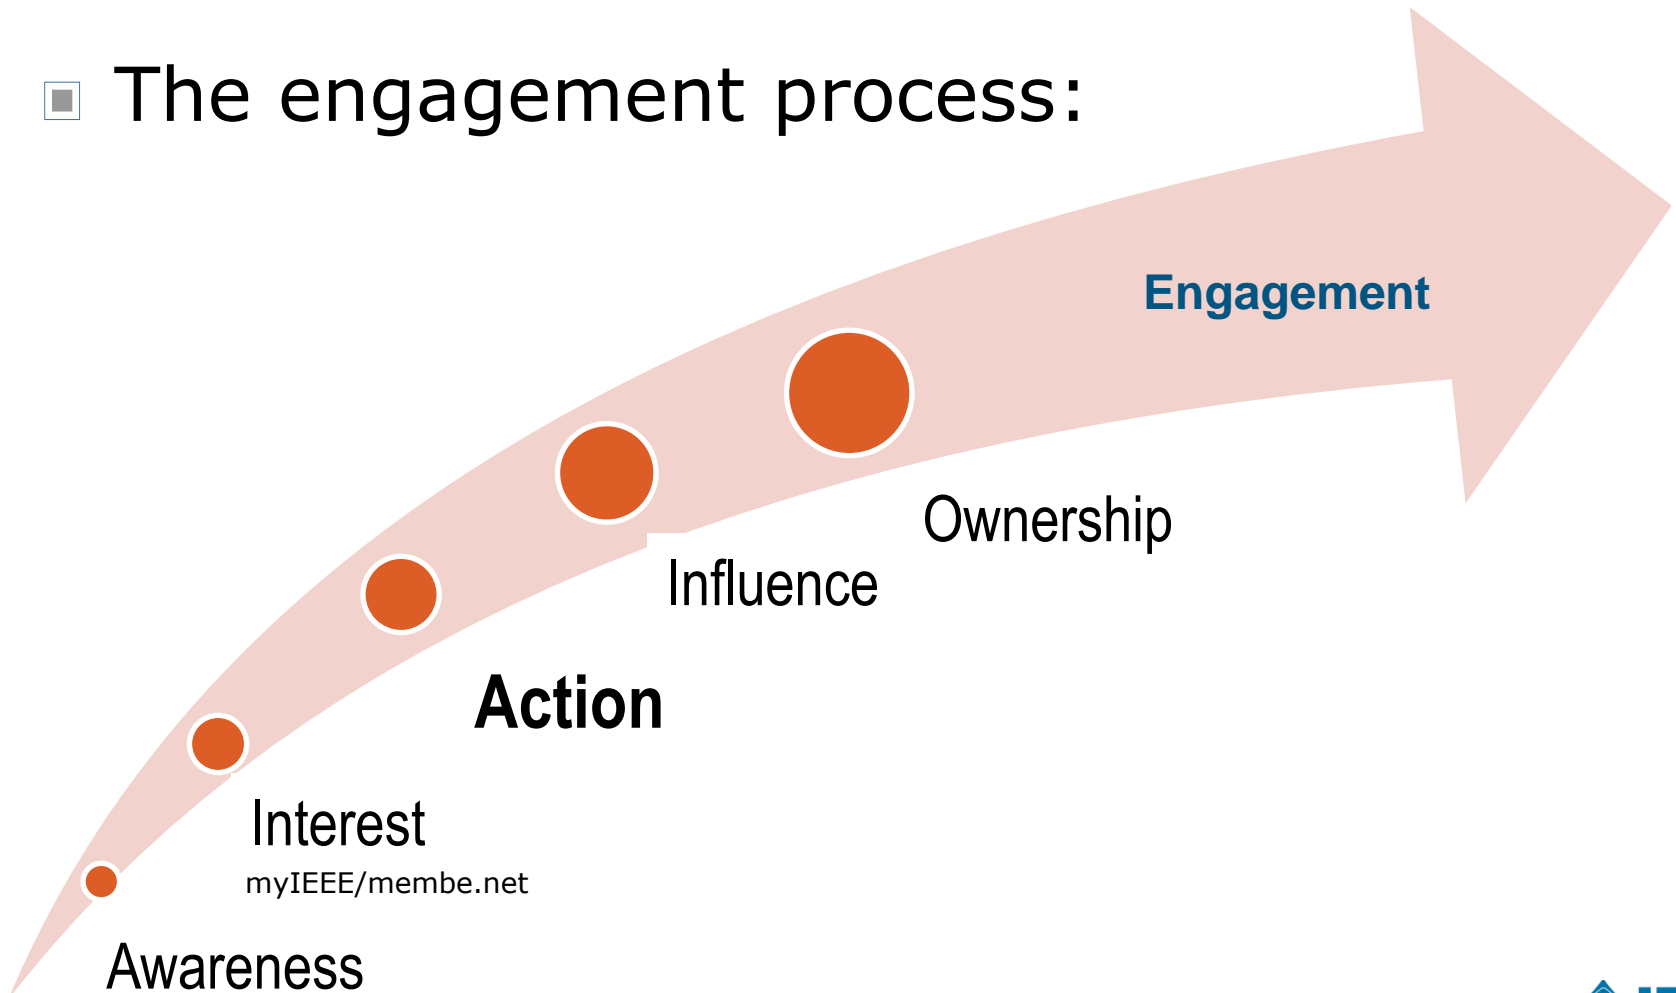 The engagement process:
Engagement
Ownership
Influence
Action
Interest
myIEEE/membe.net
Awareness